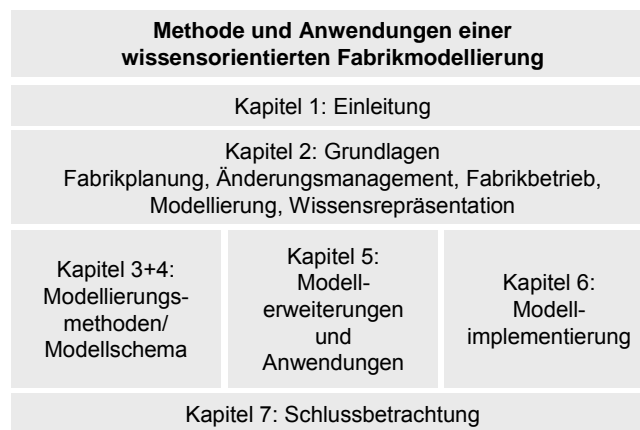 Methode und Anwendungen einer
wissensorientierten Fabrikmodellierung
Kapitel 1: Einleitung
Kapitel 2: Grundlagen
Fabrikplanung, Änderungsmanagement, Fabrikbetrieb,
Modellierung, Wissensrepräsentation
Kapitel 3+4:
Modellierungs-
methoden/
Modellschema
Kapitel 5:
Modell-
erweiterungen
und
Anwendungen
Kapitel 6:
Modell-
implementierung
Kapitel 7: Schlussbetrachtung